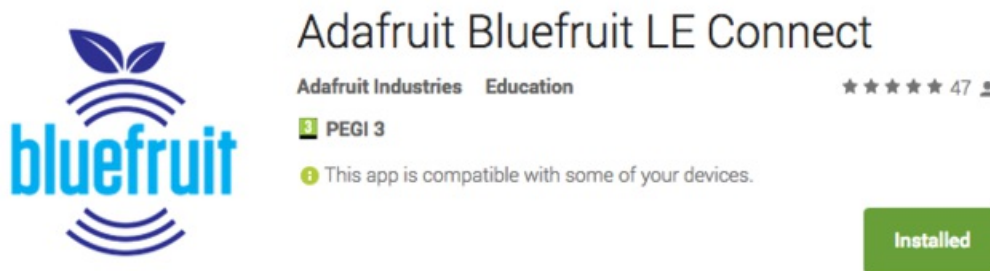 Adafruit Bluefruit LE Connect
Adafruit Industries Education
47
3 PEGI 3
This app is compatible with some of your devices.
bluefruit
Installed